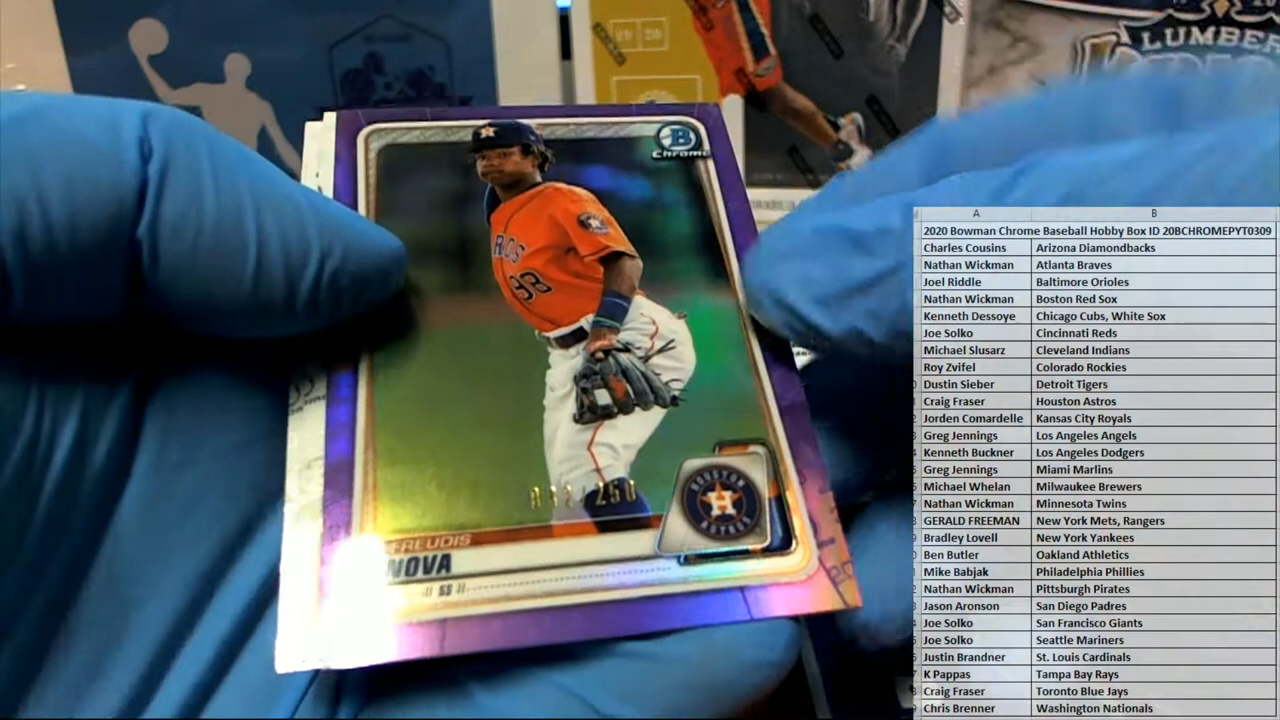 19 20
LUMBER
B
Chrome
98
/250
H
HOUSTON
ASTROS
FREUDIS
NOVA
SS
A B
2020 Bowman Chrome Baseball Hobby Box ID 20BCHROMEPYT0309
Charles Cousins Arizona Diamondbacks
Nathan Wickman Atlanta Braves
Joel Riddle Baltimore Orioles
Nathan Wickman Boston Red Sox
Kenneth Dessoye Chicago Cubs, White Sox
Joe Solko Cincinnati Reds
Michael Slusarz Cleveland Indians
Roy Zvifel Colorado Rockies
Dustin Sieber Detroit Tigers
Craig Fraser Houston Astros
Jorden Comardelle Kansas City Royals
Greg Jennings Los Angeles Angels
Kenneth Buckner Los Angeles Dodgers
Greg Jennings Miami Marlins
Michael Whelan Milwaukee Brewers
Nathan Wickman Minnesota Twins
GERALD FREEMAN New York Mets, Rangers
Bradley Lovell New York Yankees
Ben Butler Oakland Athletics
Mike Babjak Philadelphia Phillies
Nathan Wickman Pittsburgh Pirates
Jason Aronson San Diego Padres
Joe Solko San Francisco Giants
Joe Solko Seattle Mariners
Justin Brandner St. Louis Cardinals
K Pappas Tampa Bay Rays
Craig Fraser Toronto Blue Jays
Chris Brenner Washington Nationals